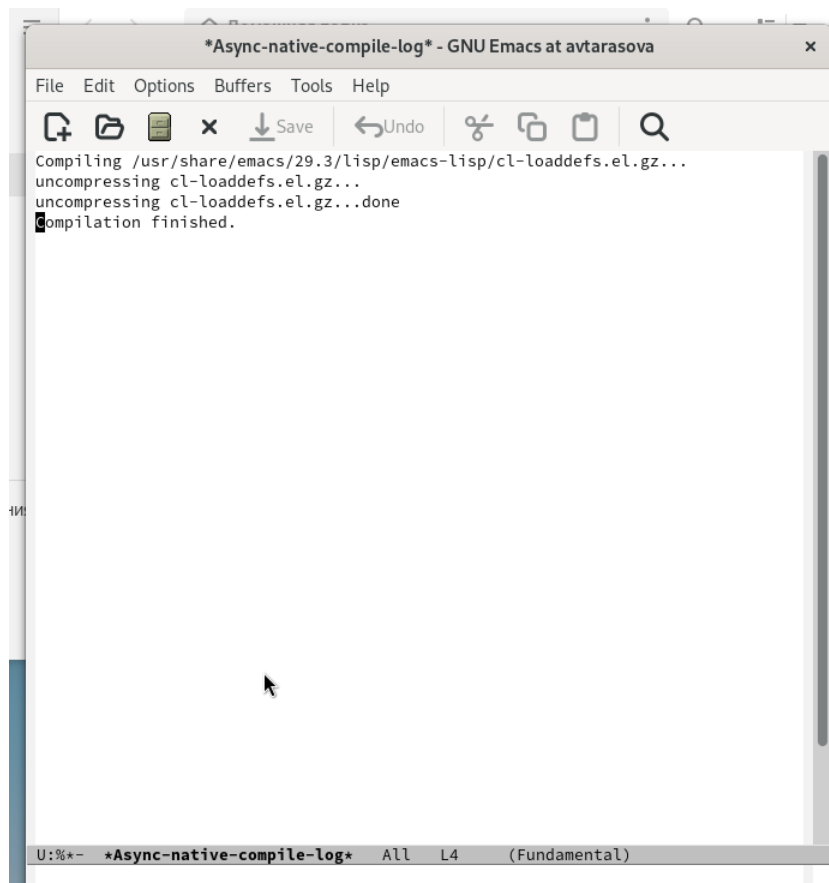 *Async-native-compile-log* - GNU Emacs at avtarasova
File Edit Options Buffers Tools Help
Save Undo
Compiling /usr/share/emacs/29.3/lisp/emacs-lisp/cl-loaddefs.el.gz...
uncompressing cl-loaddefs.el.gz...
uncompressing cl-loaddefs.el.gz...done
Compilation finished.
U:%*- *Async-native-compile-log* All L4 (Fundamental)